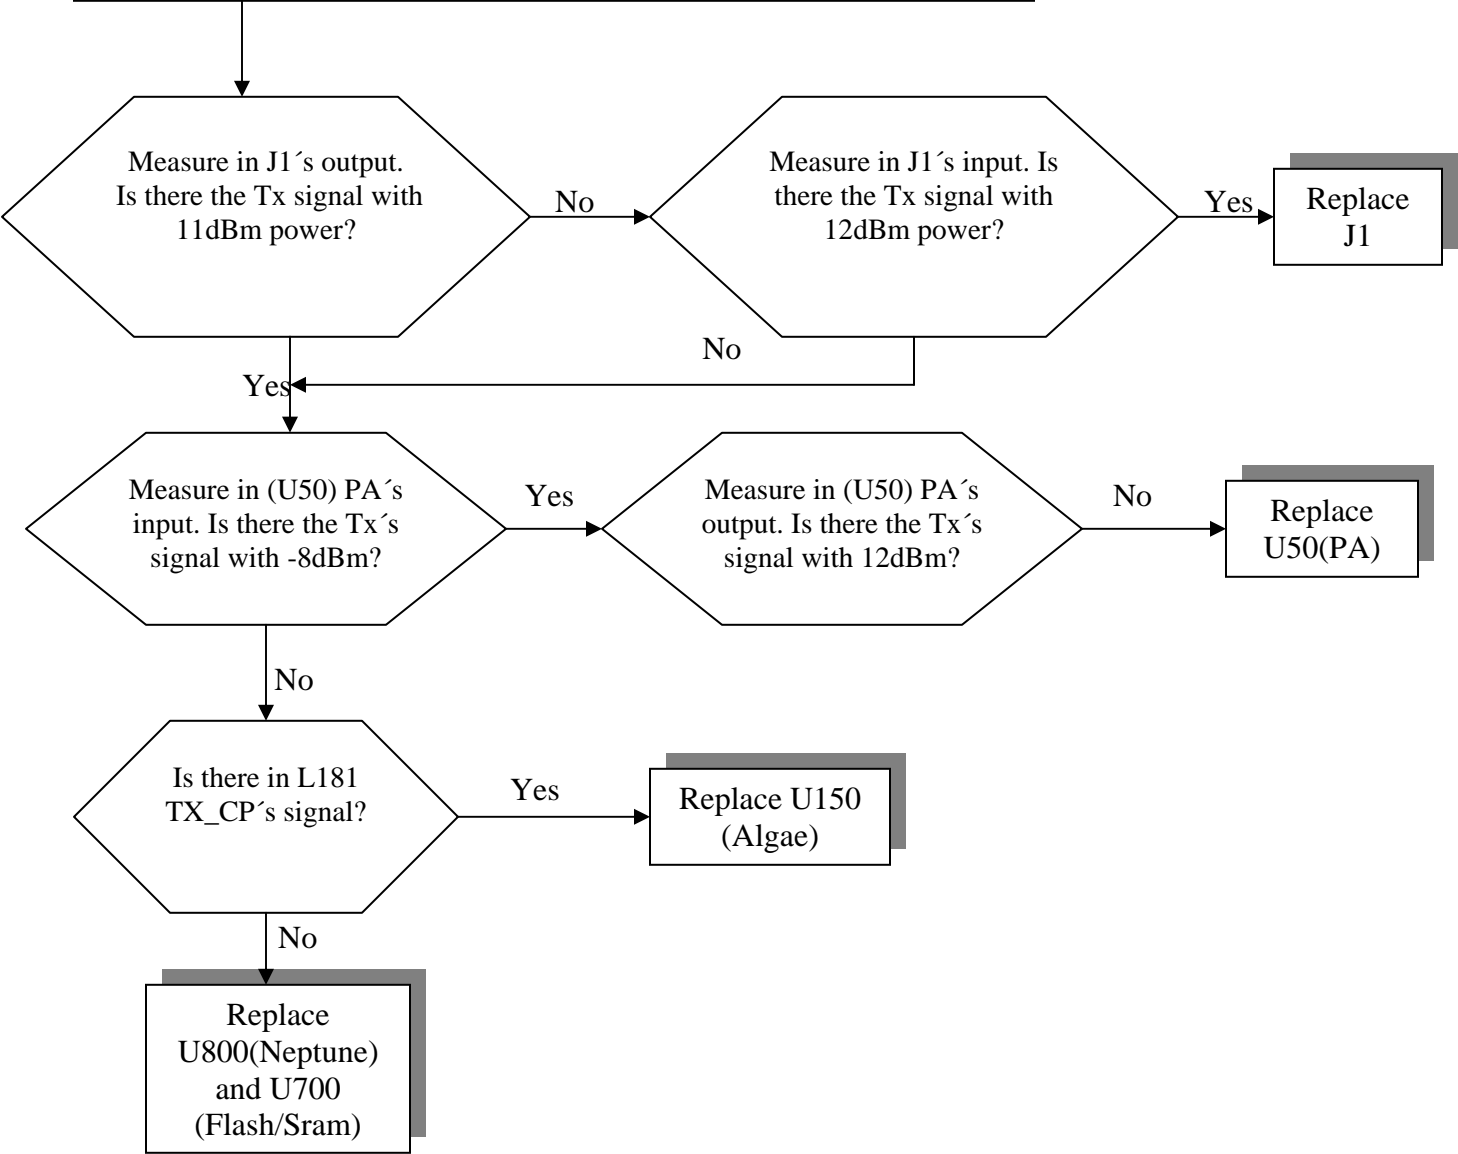 Measure in J1´s output.
Is there the Tx signal with
11dBm power?
No
Measure in J1´s input. Is
there the Tx signal with
12dBm power?
Yes
Replace
J1
No
Yes
Measure in (U50) PA´s
input. Is there the Tx´s
signal with -8dBm?
Yes
Measure in (U50) PA´s
output. Is there the Tx´s
signal with 12dBm?
No
Replace
U50(PA)
No
Is there in L181
TX_CP´s signal?
Yes
Replace U150
(Algae)
No
Replace
U800(Neptune)
and U700
(Flash/Sram)